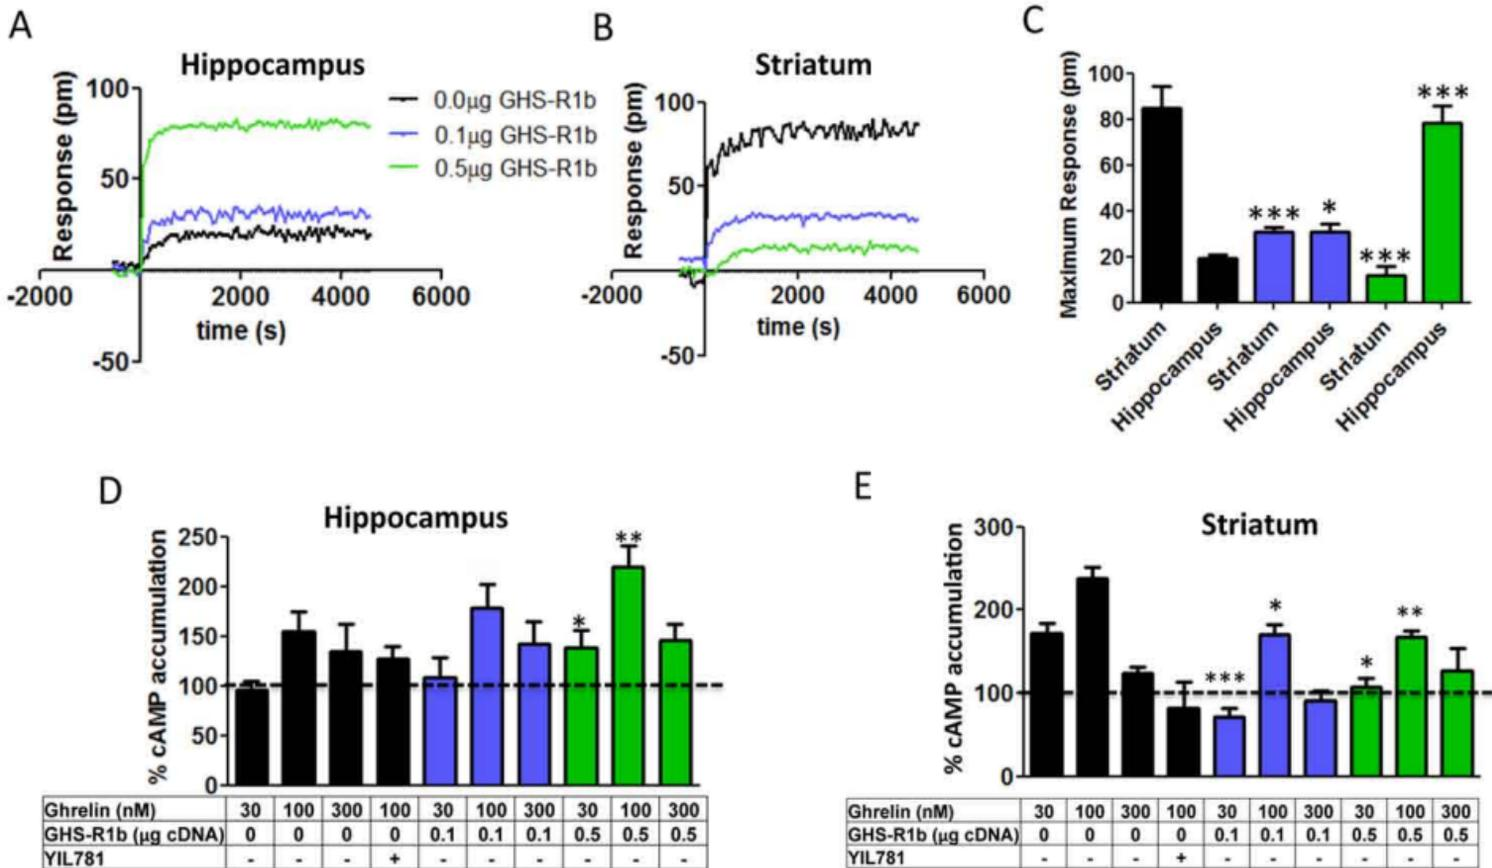 A
Hippocampus
Response (pm)
100
50
-50
-2000
2000
4000
6000
time (s)
0.0µg GHS-R1b
0.1µg GHS-R1b
0.5µg GHS-R1b
B
Striatum
Response (pm)
100
50
-50
-2000
2000
4000
6000
time (s)
C
Maximum Response (pm)
100
80
60
40
20
0
***
*
***
***
Striatum
Hippocampus
Striatum
Hippocampus
Striatum
Hippocampus
D
Hippocampus
% cAMP accumulation
250
200
150
100
50
0
*
**
Ghrelin (nM) 30 100 300 100 30 100 300 30 100 300
GHS-R1b (µg cDNA) 0 0 0 0 0.1 0.1 0.1 0.5 0.5 0.5
YIL781 - - - + - - - - - -
E
Striatum
% cAMP accumulation
300
200
100
0
***
*
*
**
Ghrelin (nM) 30 100 300 100 30 100 300 30 100 300
GHS-R1b (µg cDNA) 0 0 0 0 0.1 0.1 0.1 0.5 0.5 0.5
YIL781 - - - + - - - - - -